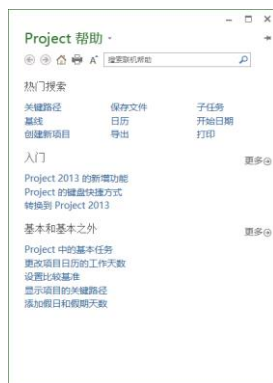 Project 帮助
搜索联机帮助
热门搜索
关键路径 保存文件 子任务
基线 日历 开始日期
创建新项目 导出 打印
入门 更多
Project 2013 的新增功能
Project 的键盘快捷方式
转换到 Project 2013
基本和基本之外 更多
Project 中的基本任务
更改项目日历的工作天数
设置比较基准
显示项目的关键路径
添加假日和假期天数